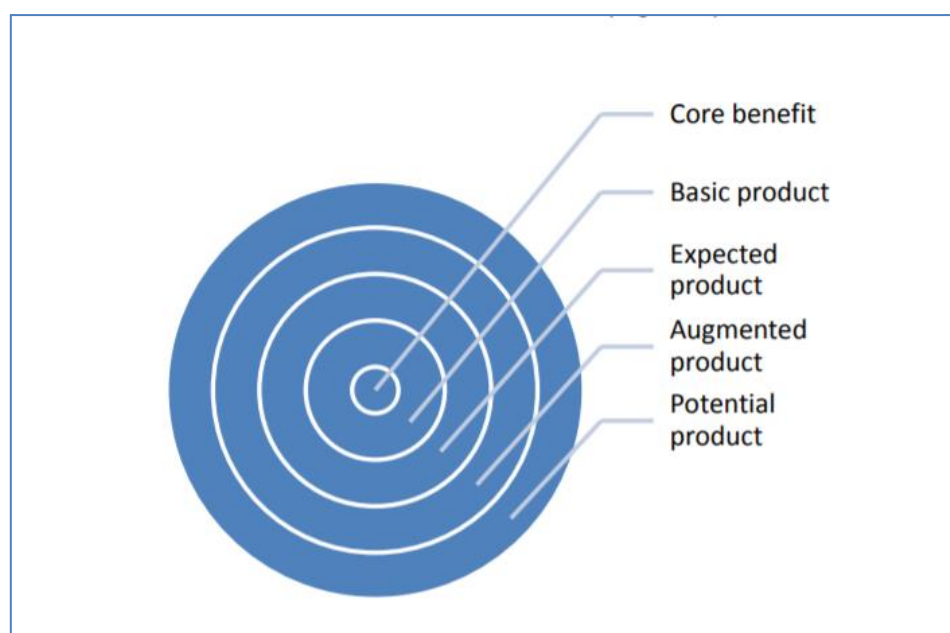 Core benefit
Basic product
Expected
product
Augmented
product
Potential
product